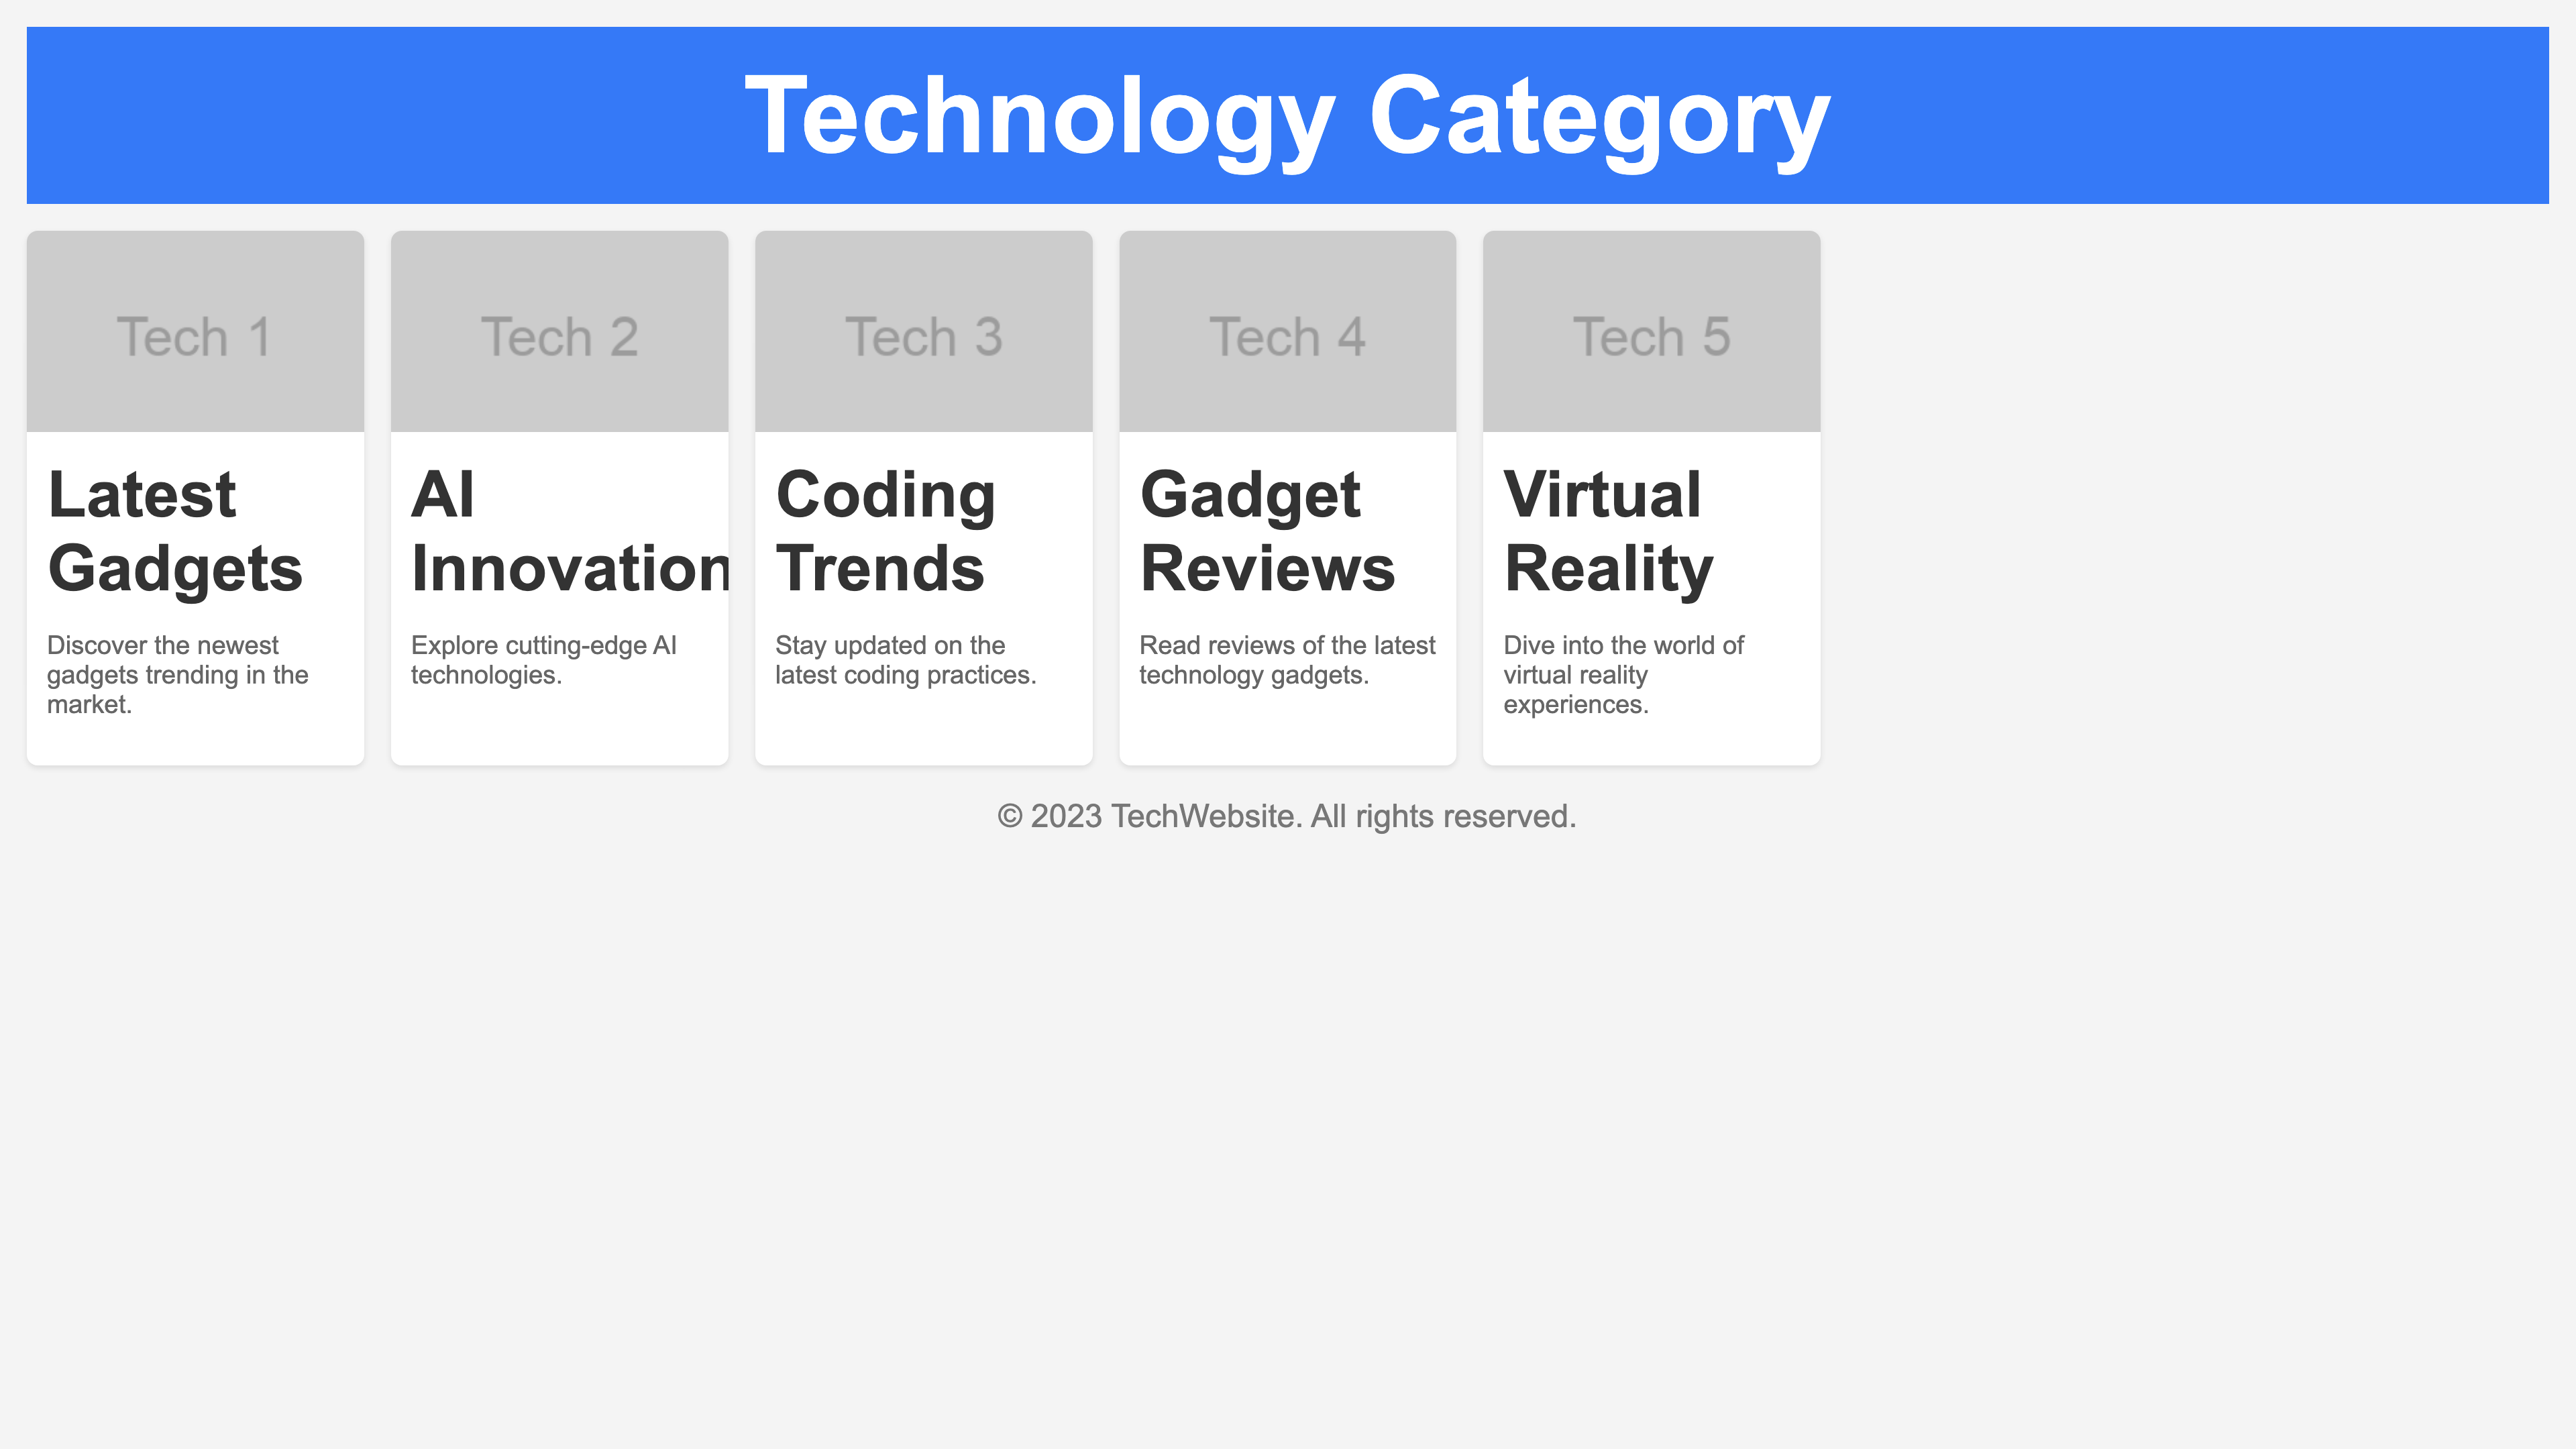 Technology Category
Tech 1
Latest
Gadgets
Discover the newest
gadgets trending in the
market.
Tech 2
AI
Innovation
Explore cutting-edge AI
technologies.
Tech 3
Coding
Trends
Stay updated on the
latest coding practices.
Tech 4
Gadget
Reviews
Read reviews of the latest
technology gadgets.
Tech 5
Virtual
Reality
Dive into the world of
virtual reality
experiences.
© 2023 TechWebsite. All rights reserved.